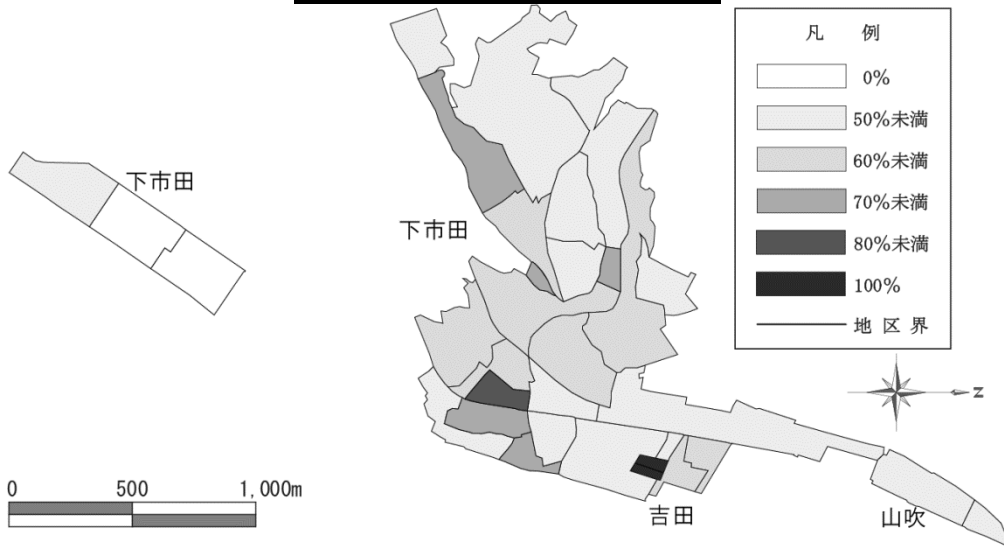 凡 例
0%
50%未満
60%未満
70%未満
80%未満
100%
地区界
下市田
下市田
吉田
山吹
N
0 500 1,000m